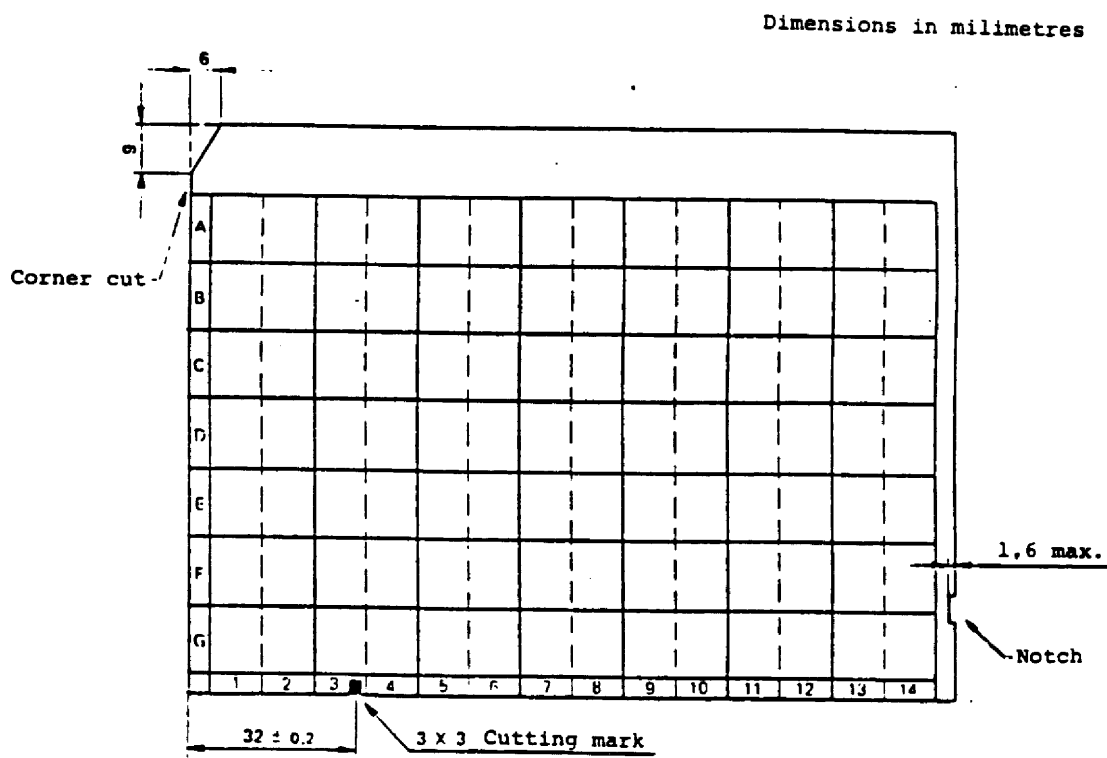 Dimensions in milimetres
6
9
A
Corner cut
B
C
D
E
1,6 max.
F
G
Notch
1 2 3 4 5 6 7 8 9 10 11 12 13 14
32 ± 0.2
3 X 3 Cutting mark